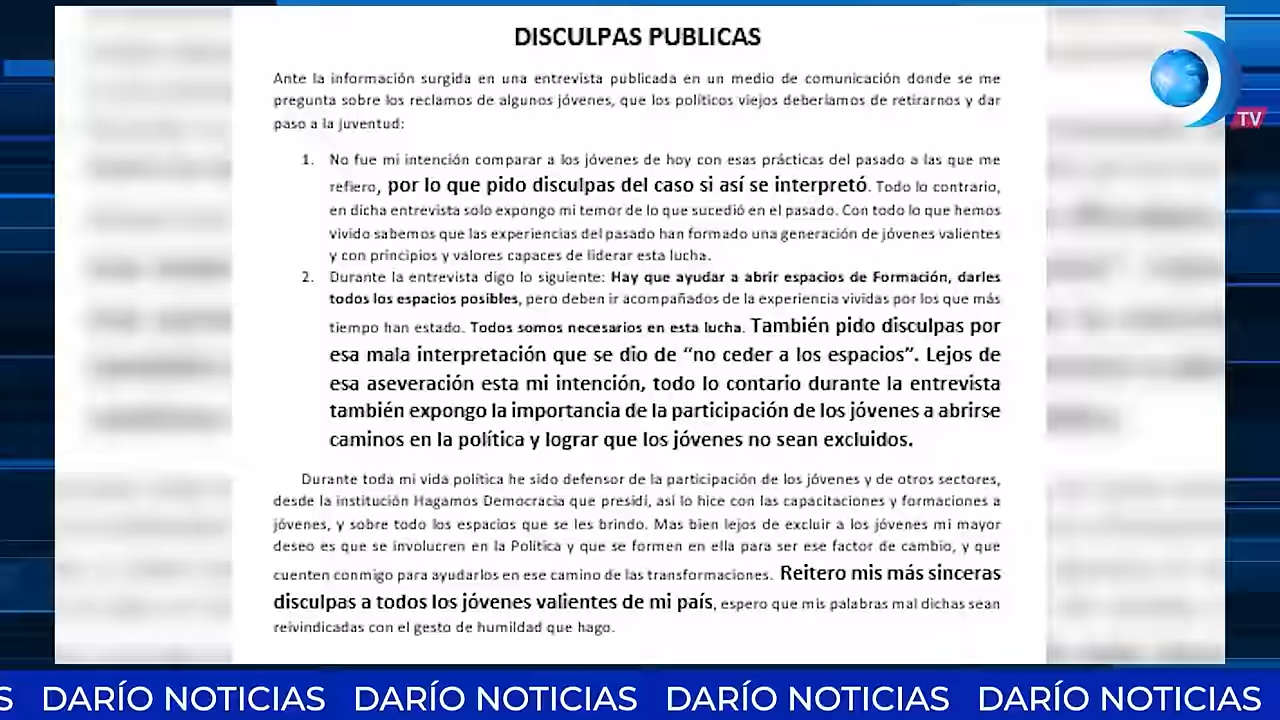 DISCULPAS PUBLICAS
Ante la información surgida en una entrevista publicada en un medio de comunicación donde se me
pregunta sobre los reclamos de algunos jóvenes, que los políticos viejos deberíamos de retirarnos y dar
paso a la juventud:
1. No fue mi intención comparar a los jóvenes de hoy con esas prácticas del pasado a las que me
refiero, por lo que pido disculpas del caso si así se interpretó. Todo lo contrario,
en dicha entrevista solo expongo mi temor de lo que sucedió en el pasado. Con todo lo que hemos
vivido sabemos que las experiencias del pasado han formado una generación de jóvenes valientes
y con principios y valores capaces de liderar esta lucha.
2. Durante la entrevista digo lo siguiente: Hay que ayudar a abrir espacios de Formación, darles
todos los espacios posibles, pero deben ir acompañados de la experiencia vividas por los que más
tiempo han estado. Todos somos necesarios en esta lucha. También pido disculpas por
esa mala interpretación que se dio de “no ceder a los espacios”. Lejos de
esa aseveración esta mi intención, todo lo contario durante la entrevista
también expongo la importancia de la participación de los jóvenes a abrirse
caminos en la política y lograr que los jóvenes no sean excluidos.
Durante toda mi vida política he sido defensor de la participación de los jóvenes y de otros sectores,
desde la institución Hagamos Democracia que presidí, así lo hice con las capacitaciones y formaciones a
jóvenes, y sobre todo los espacios que se les brindo. Mas bien lejos de excluir a los jóvenes mi mayor
deseo es que se involucren en la Política y que se formen en ella para ser ese factor de cambio, y que
cuenten conmigo para ayudarlos en ese camino de las transformaciones. Reitero mis más sinceras
disculpas a todos los jóvenes valientes de mi país, espero que mis palabras mal dichas sean
reivindicadas con el gesto de humildad que hago.
TV
S DARÍO NOTICIAS DARÍO NOTICIAS DARÍO NOTICIAS DARÍO NOTICIAS